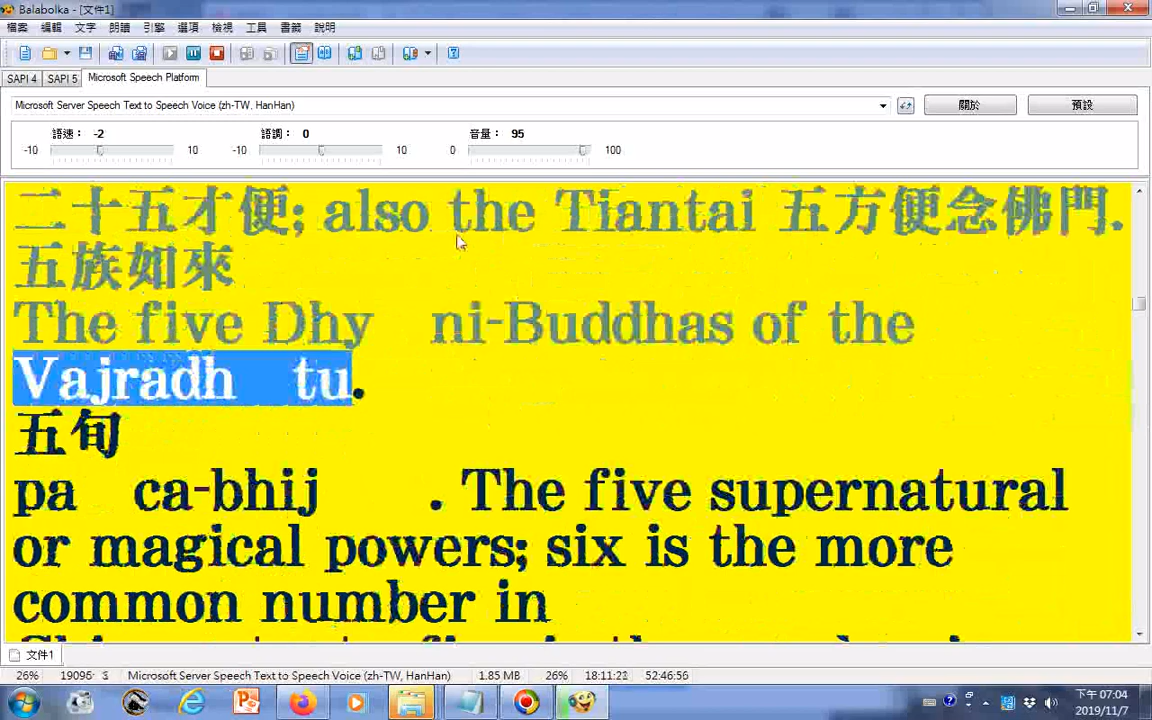 Balabolka - [文件1]
檔案 編輯 文字 朗讀 引擎 選項 檢視 工具 書籤 說明
SAPI 4 SAPI 5 Microsoft Speech Platform
Microsoft Server Speech Text to Speech Voice (zh-TW, HanHan) 關於 預設
語速： -2 語調： 0 音量： 95
-10 10 -10 10 0 100
二十五才便; also the Tiantai 五方便念佛門.
五族如來
The five Dhy ni-Buddhas of the
Vajradh tu.
五旬
pa ca-bhij . The five supernatural
or magical powers; six is the more
common number in
文件1
26% 19095 Microsoft Server Speech Text to Speech Voice (zh-TW, HanHan) 1.85 MB 26% 18:11:22 52:46:56
下午 07:04
2019/11/7